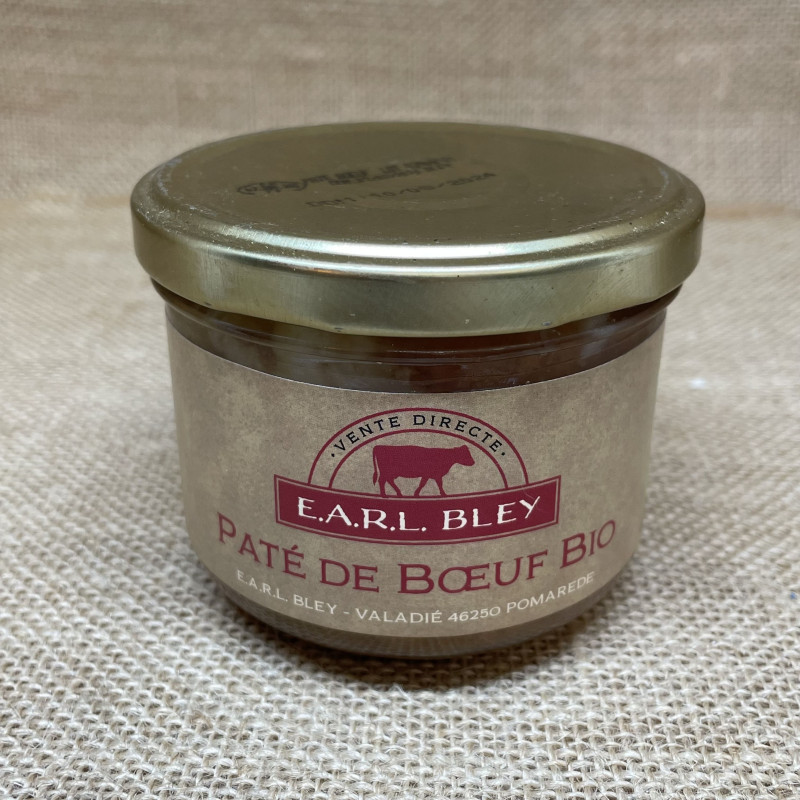 ·VENTE DIRECTE·
E.A.R.L. BLEY
PATÉ DE BŒUF BIO
E.A.R.L. BLEY - VALADIÉ 46250 POMAREDE